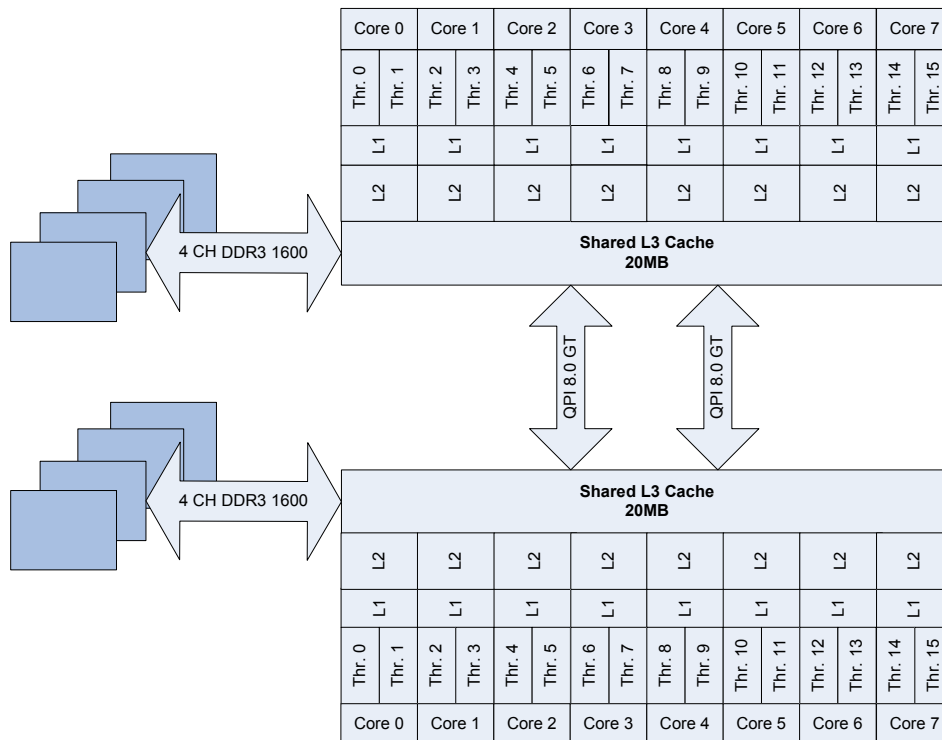 Core 0 Core 1 Core 2 Core 3 Core 4 Core 5 Core 6 Core 7
Thr. 0 Thr. 1 Thr. 2 Thr. 3 Thr. 4 Thr. 5 Thr. 6 Thr. 7 Thr. 8 Thr. 9 Thr. 10 Thr. 11 Thr. 12 Thr. 13 Thr. 14 Thr. 15
L1 L1 L1 L1 L1 L1 L1 L1
L2 L2 L2 L2 L2 L2 L2 L2
4 CH DDR3 1600
Shared L3 Cache
20MB
QPI 8.0 GT QPI 8.0 GT
4 CH DDR3 1600
Shared L3 Cache
20MB
L2 L2 L2 L2 L2 L2 L2 L2
L1 L1 L1 L1 L1 L1 L1 L1
Thr. 0 Thr. 1 Thr. 2 Thr. 3 Thr. 4 Thr. 5 Thr. 6 Thr. 7 Thr. 8 Thr. 9 Thr. 10 Thr. 11 Thr. 12 Thr. 13 Thr. 14 Thr. 15
Core 0 Core 1 Core 2 Core 3 Core 4 Core 5 Core 6 Core 7